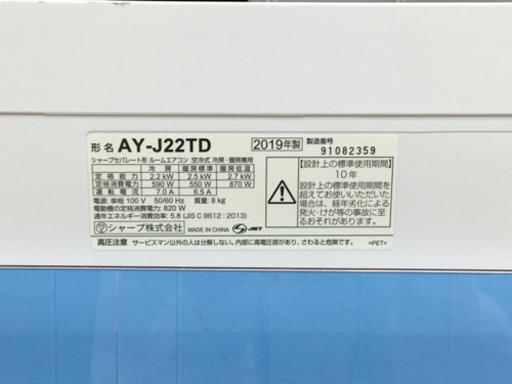 形名 AY-J22TD 2019年製 製造番号 91082359
シャープセパレート形 ルームエアコン 空冷式 冷房・暖房兼用
冷房 暖房標準 暖房低温
定格能力 2.2 kW 2.5 kW 2.7 kW
定格消費電力 590 W 550 W 870 W
運転電流 7.0 A 6.5 A
電源: 単相 100 V 50/60 Hz 質量: 8 kg
電動機の定格消費電力: 820 W
通年エネルギー消費効率: 5.8 (JIS C 9612 : 2013)
シャープ株式会社 MADE IN CHINA JET
【設計上の標準使用期間】
10年
設計上の標準使用期間を
超えてお使いいただいた
場合は、経年劣化による
発火・けが等の事故に至
るおそれがあります。
高圧注意 サービスマン以外の人は分解しない。内部に高電圧部があり、さわると危険です。 >PET<